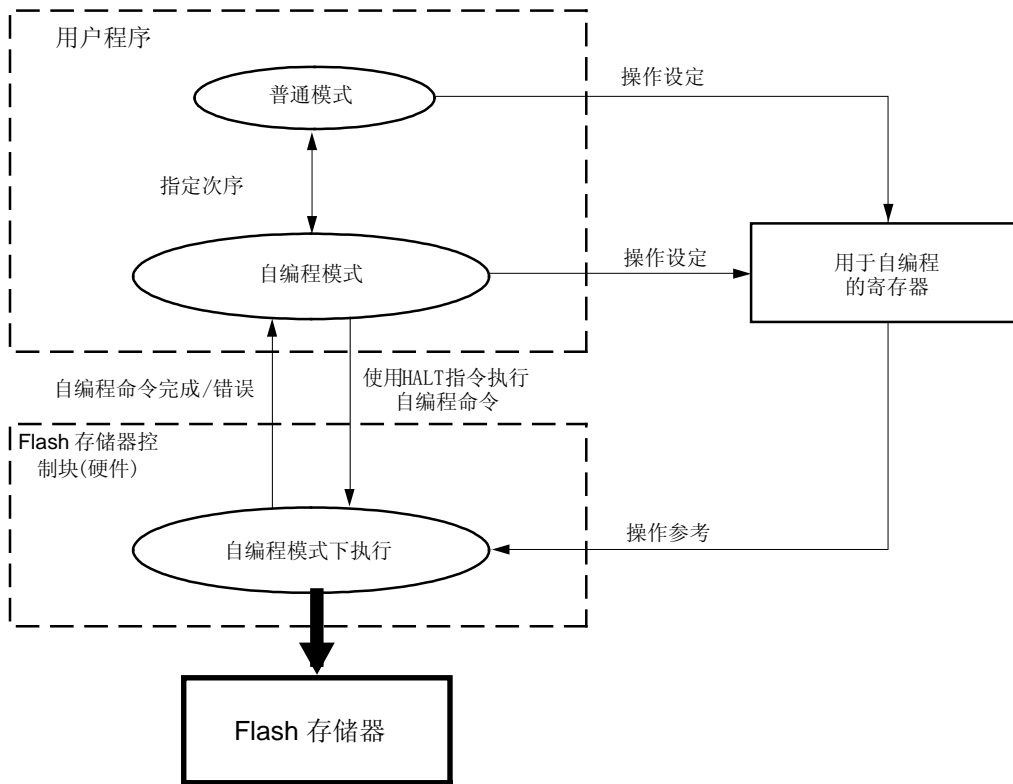 用户程序
普通模式
操作设定
指定次序
自编程模式
操作设定
用于自编程
的寄存器
自编程命令完成/错误
使用HALT指令执行
自编程命令
Flash 存储器控
制块(硬件)
自编程模式下执行
操作参考
Flash 存储器